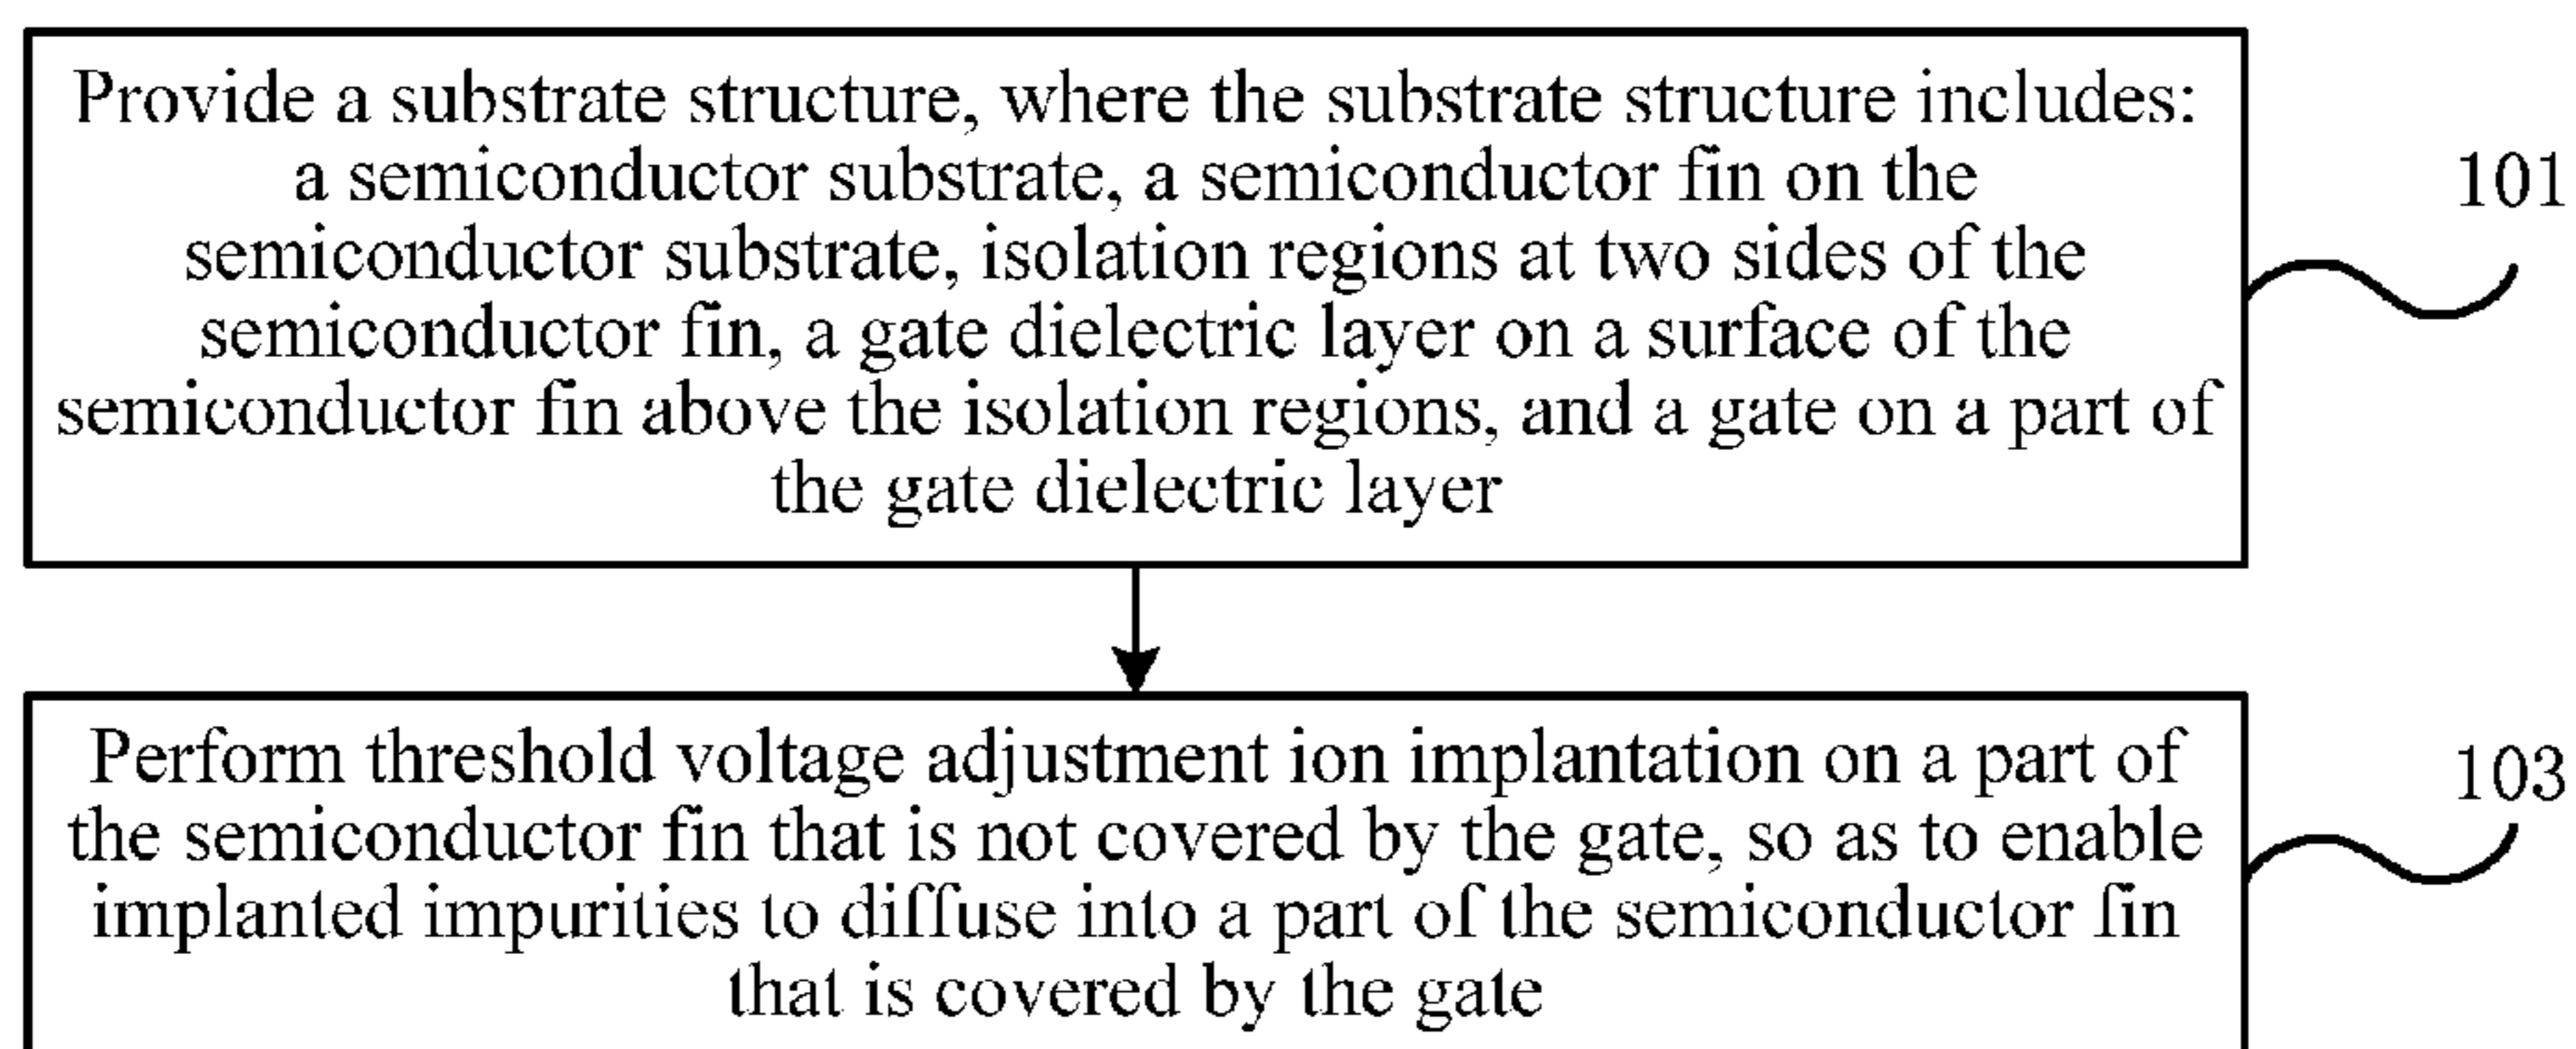 Provide a substrate structure, where the substrate structure includes:
a semiconductor substrate, a semiconductor fin on the
semiconductor substrate, isolation regions at two sides of the
semiconductor fin, a gate dielectric layer on a surface of the
semiconductor fin above the isolation regions, and a gate on a part of
the gate dielectric layer
101
Perform threshold voltage adjustment ion implantation on a part of
the semiconductor fin that is not covered by the gate, so as to enable
implanted impurities to diffuse into a part of the semiconductor fin
that is covered by the gate
103